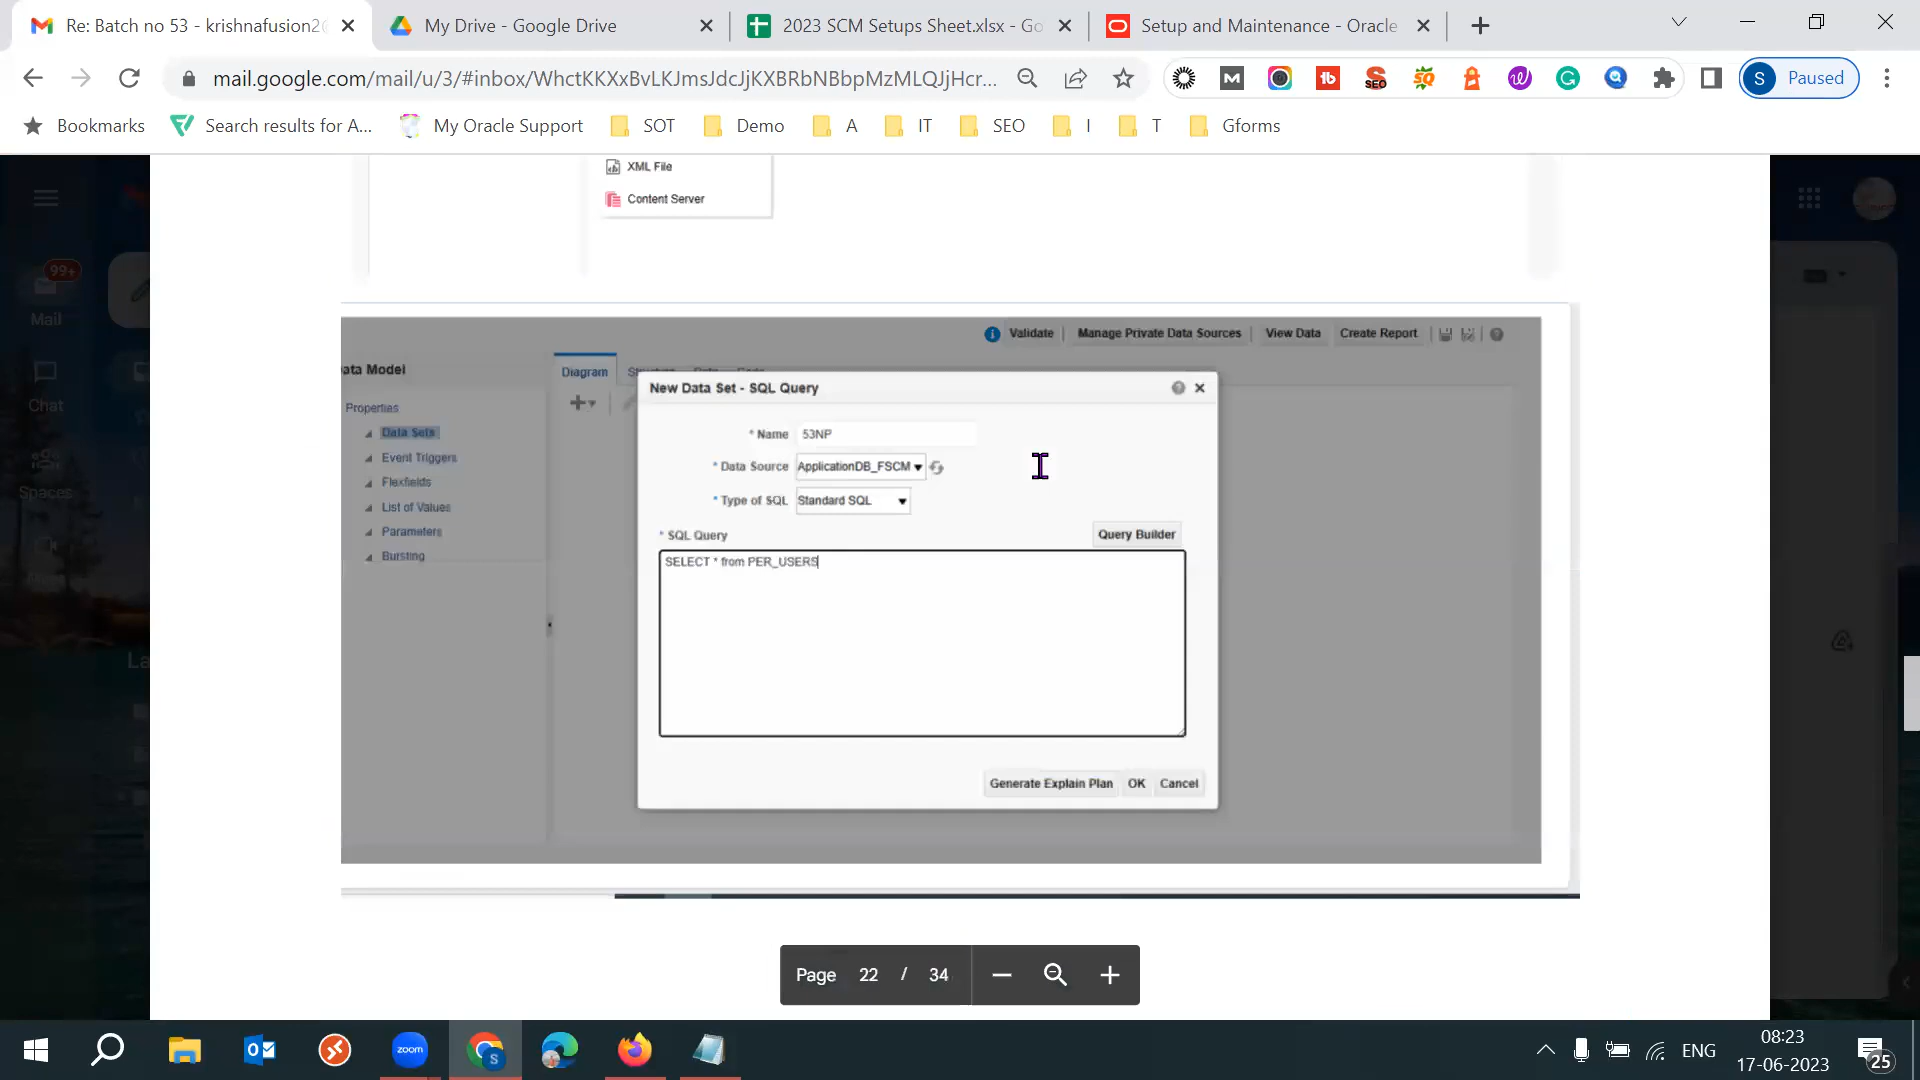 Re: Batch no 53 - krishnafusion2
My Drive - Google Drive
2023 SCM Setups Sheet.xlsx - Go
Setup and Maintenance - Oracle
mail.google.com/mail/u/3/#inbox/WhctKKXxBvLKJmsJdcJjKXBRbNBbpMzMLQJjHcr...
Paused
Bookmarks
Search results for A...
My Oracle Support
SOT
Demo
A
IT
SEO
I
T
Gforms
XML File
Content Server
99+
Mail
Chat
Spaces
La
Validate
Manage Private Data Sources
View Data
Create Report
ata Model
Diagram
Properties
Data Sets
Event Triggers
Flexfields
List of Values
Parameters
Bursting
New Data Set - SQL Query
* Name 53NP
* Data Source ApplicationDB_FSCM
* Type of SQL Standard SQL
* SQL Query
Query Builder
SELECT * from PER_USERS
Generate Explain Plan
OK
Cancel
Page 22 / 34
zoom
ENG
08:23
17-06-2023
25